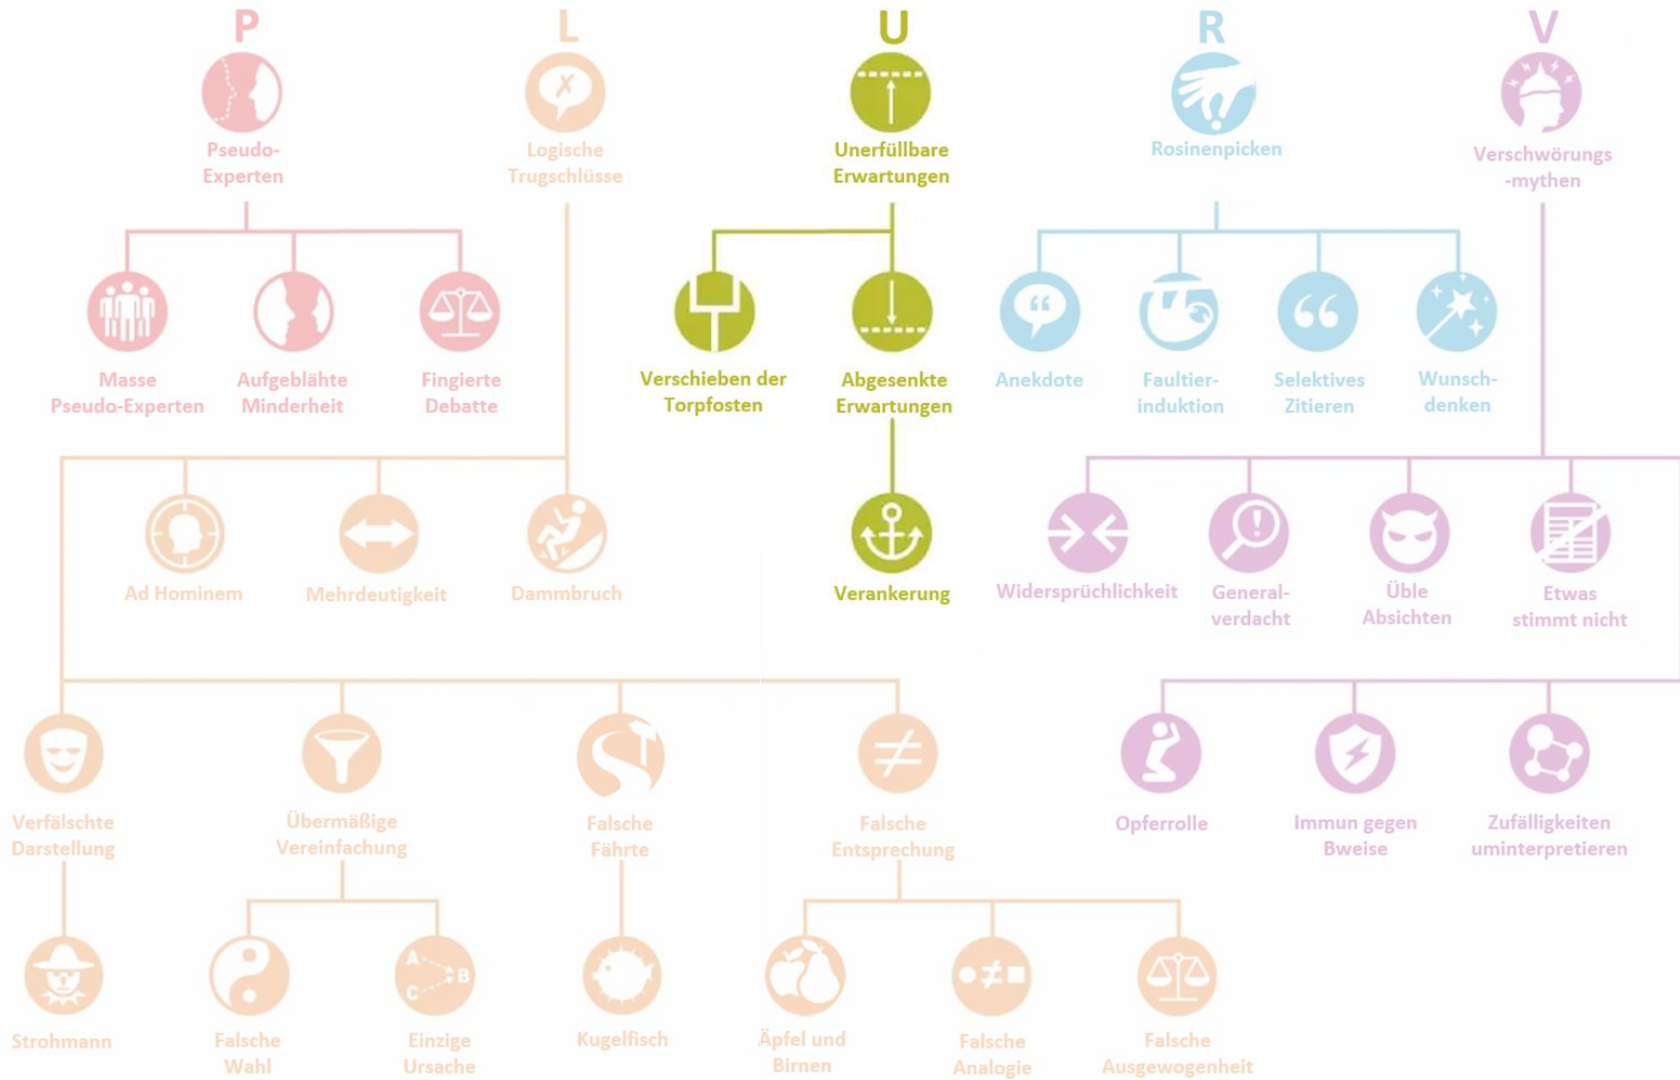 P
L
U
R
V
Pseudo-
Experten
Logische
Trugschlüsse
Unerfüllbare
Erwartungen
Rosinenpicken
Verschwörungs
-mythen
Masse
Pseudo-Experten
Aufgeblähte
Minderheit
Fingierte
Debatte
Verschieben der
Torpfosten
Abgesenkte
Erwartungen
Anekdote
Faultier-
induktion
Selektives
Zitieren
Wunsch-
denken
Ad Hominem
Mehrdeutigkeit
Dammbruch
Verankerung
Widersprüchlichkeit
General-
verdacht
Üble
Absichten
Etwas
stimmt nicht
Verfälschte
Darstellung
Übermäßige
Vereinfachung
Falsche
Fährte
Falsche
Entsprechung
Opferrolle
Immun gegen
Bweise
Zufälligkeiten
uminterpretieren
A
B
C
Strohmann
Falsche
Wahl
Einzige
Ursache
Kugelfisch
Äpfel und
Birnen
Falsche
Analogie
Falsche
Ausgewogenheit